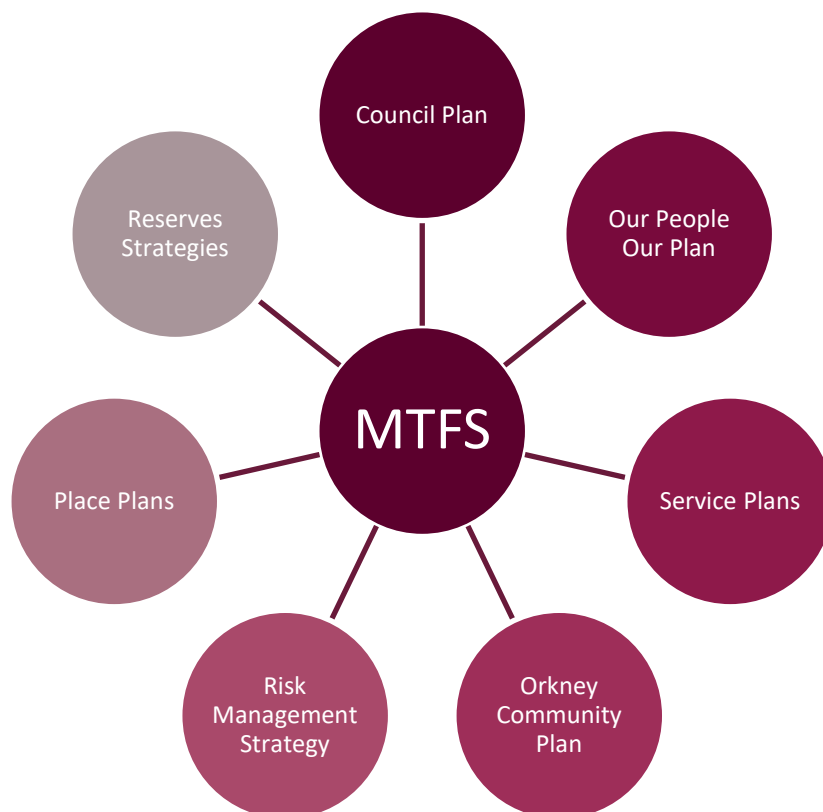 Council Plan
Our People
Our Plan
Service Plans
Orkney
Community
Plan
Risk
Management
Strategy
Place Plans
Reserves
Strategies
MTFS